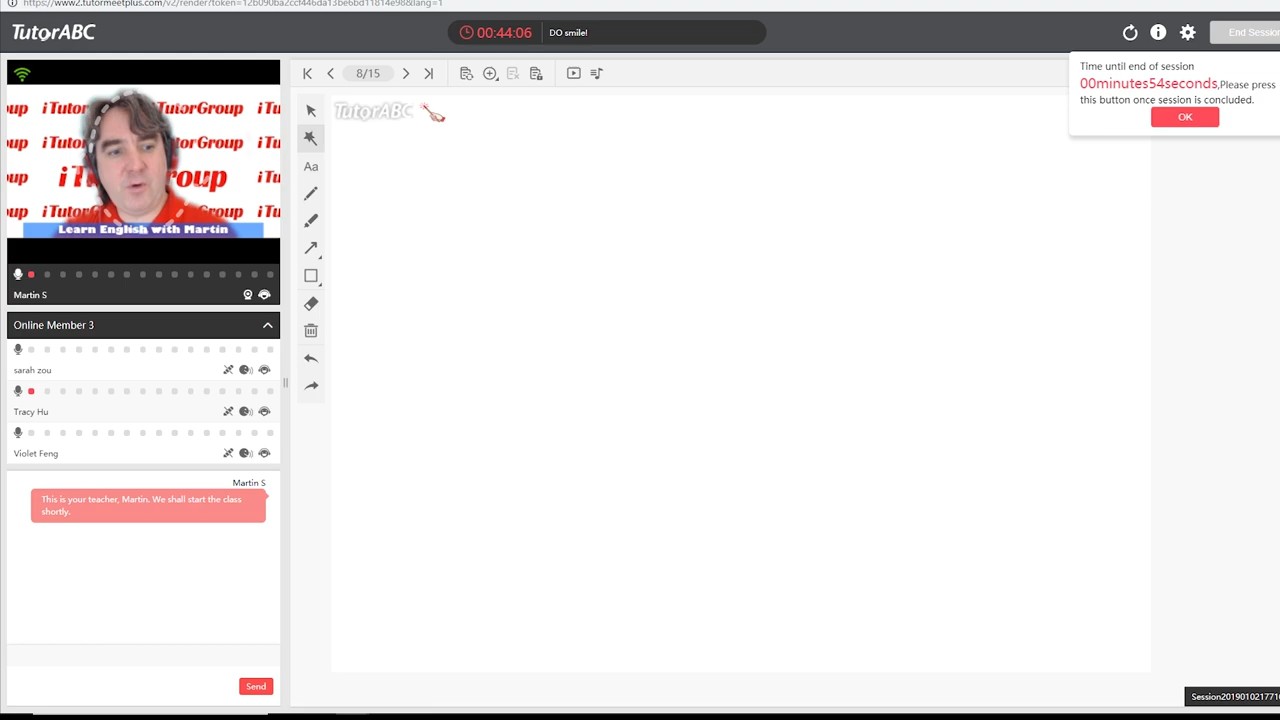 https://www2.tutormeetplus.com/v2/render?token=12b090ba2ccf446da13be6bd11814e98&lang=1
TutorABC
00:44:06
DO smile!
End Session
Time until end of session
00minutes54seconds,Please press
this button once session is concluded.
OK
8/15
TutorABC
Aa
iTutorGroup
Learn English with Martin
Martin S
Online Member 3
sarah zou
Tracy Hu
Violet Feng
Martin S
This is your teacher, Martin. We shall start the class
shortly.
Send
Session2019010217710